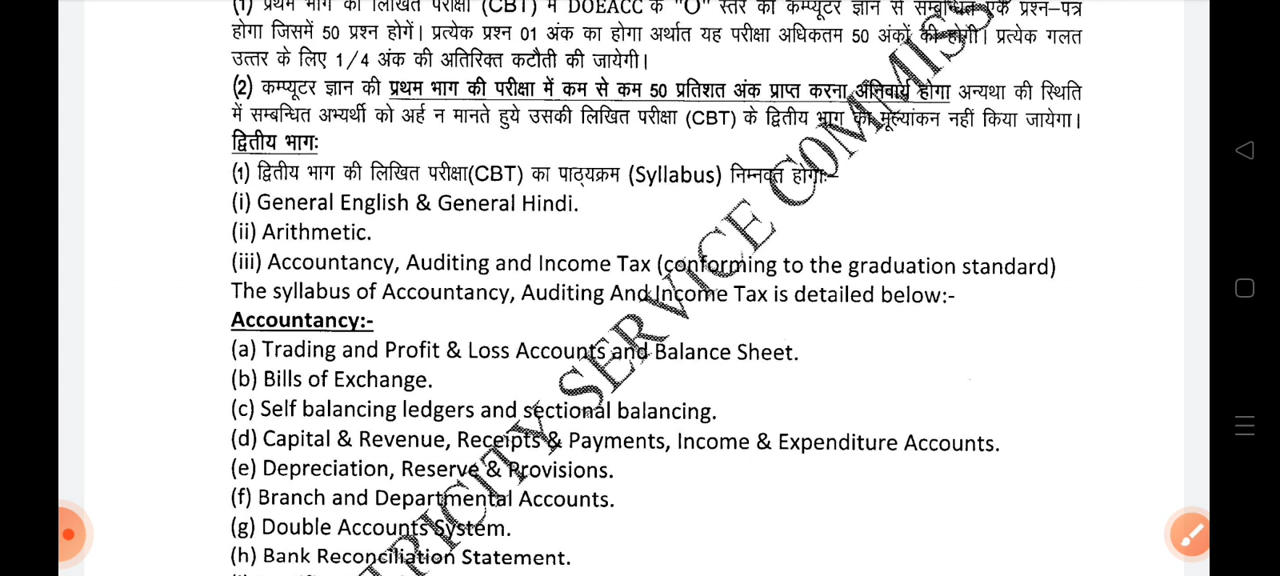 (1) प्रथम भाग की लिखित परीक्षा (CBT) में DOEACC के "O" स्तर की कम्प्यूटर ज्ञान से सम्बन्धित एक प्रश्न-पत्र
होगा जिसमें 50 प्रश्न होगें। प्रत्येक प्रश्न 01 अंक का होगा अर्थात यह परीक्षा अधिकतम 50 अंकों की होगी। प्रत्येक गलत
उत्तर के लिए 1/4 अंक की अतिरिक्त कटौती की जायेगी।
(2) कम्प्यूटर ज्ञान की प्रथम भाग की परीक्षा में कम से कम 50 प्रतिशत अंक प्राप्त करना अनिवार्य होगा अन्यथा की स्थिति
में सम्बन्धित अभ्यर्थी को अर्ह न मानते हुये उसकी लिखित परीक्षा (CBT) के द्वितीय भाग का मूल्यांकन नहीं किया जायेगा।
द्वितीय भागः
(1) द्वितीय भाग की लिखित परीक्षा(CBT) का पाठ्यक्रम (Syllabus) निम्नवत् होगाः-
(i) General English & General Hindi.
(ii) Arithmetic.
(iii) Accountancy, Auditing and Income Tax (conforming to the graduation standard)
The syllabus of Accountancy, Auditing And Income Tax is detailed below:-
Accountancy:-
(a) Trading and Profit & Loss Accounts and Balance Sheet.
(b) Bills of Exchange.
(c) Self balancing ledgers and sectional balancing.
(d) Capital & Revenue, Receipts & Payments, Income & Expenditure Accounts.
(e) Depreciation, Reserve & Provisions.
(f) Branch and Departmental Accounts.
(g) Double Accounts System.
(h) Bank Reconciliation Statement.
TRICITY SERVICE COMMIS